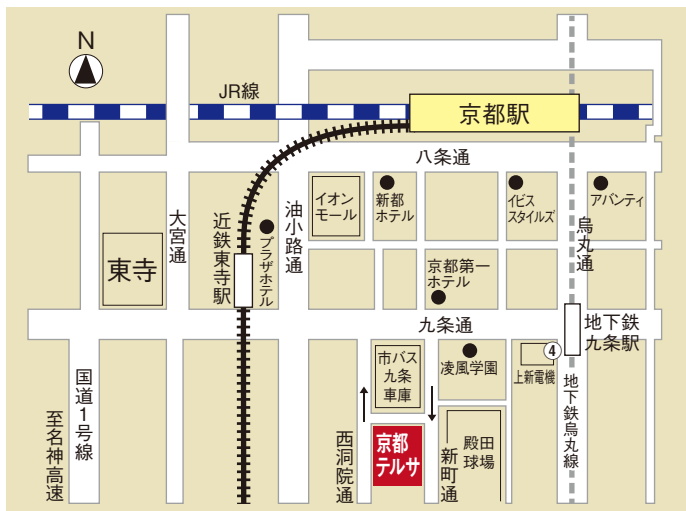 N
JR線
京都駅
八条通
イオン
モール
新都
ホテル
イビス
スタイルズ
アバンティ
大宮通
油小路通
烏丸通
東寺
近鉄東寺駅
プラザホテル
京都第一
ホテル
九条通
地下鉄
九条駅
市バス
九条
車庫
凌風学園
4
上新電機
国道1号線
至名神高速
西洞院通
京都
テルサ
新町通
殿田
球場
地下鉄烏丸線